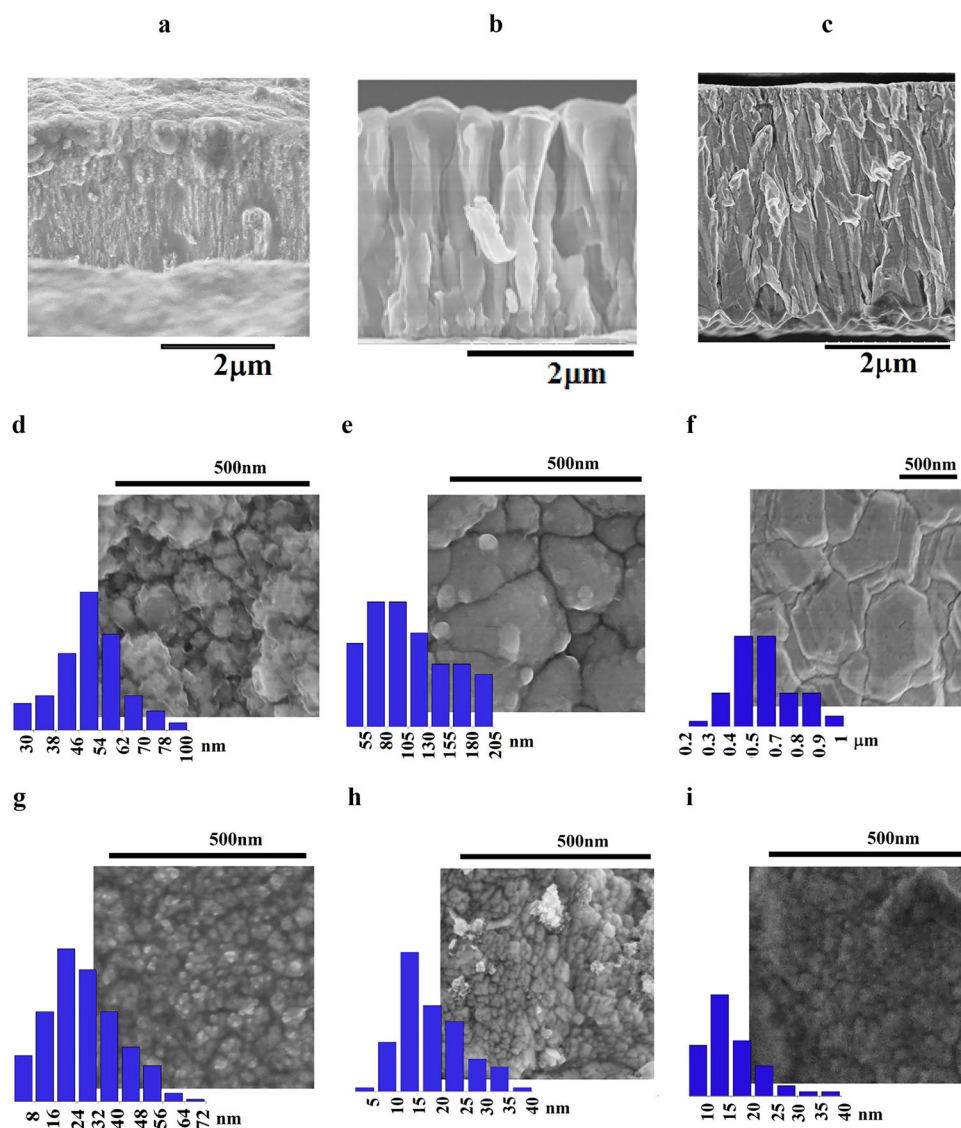 a
b
c
2μm
2μm
2μm
d
e
f
500nm
500nm
500nm
30 38 46 54 62 70 78 100 nm
55 80 105 130 155 180 205 nm
0.2 0.3 0.4 0.5 0.7 0.8 0.9 1 μm
g
h
i
500nm
500nm
500nm
8 16 24 32 40 48 56 64 72 nm
5 10 15 20 25 30 35 40 nm
10 15 20 25 30 35 40 nm